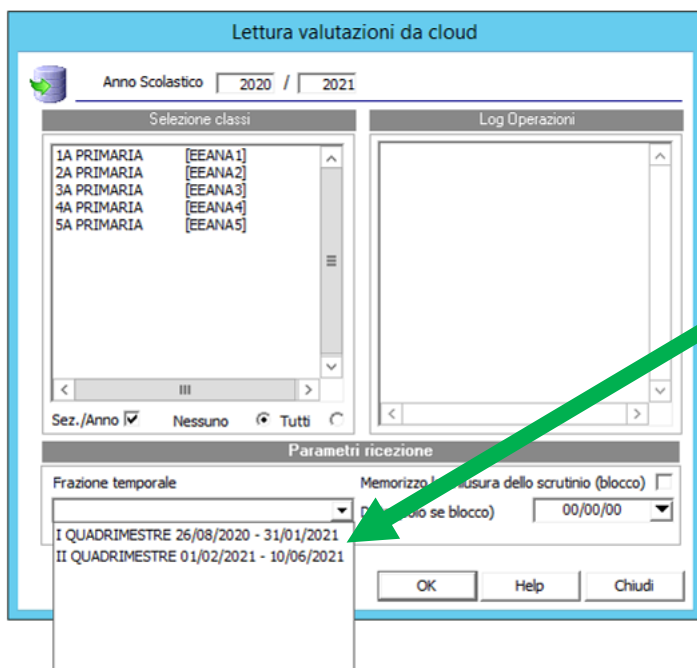 Lettura valutazioni da cloud
Anno Scolastico 2020 / 2021
Selezione classi
Log Operazioni
1A PRIMARIA [EEANA1]
2A PRIMARIA [EEANA2]
3A PRIMARIA [EEANA3]
4A PRIMARIA [EEANA4]
5A PRIMARIA [EEANA5]
Sez./Anno Nessuno Tutti
Parametri ricezione
Frazione temporale
Memorizzo dello scrutinio (blocco)
se blocco) 00/00/00
I QUADRIMESTRE 26/08/2020 - 31/01/2021
II QUADRIMESTRE 01/02/2021 - 10/06/2021
OK Help Chiudi